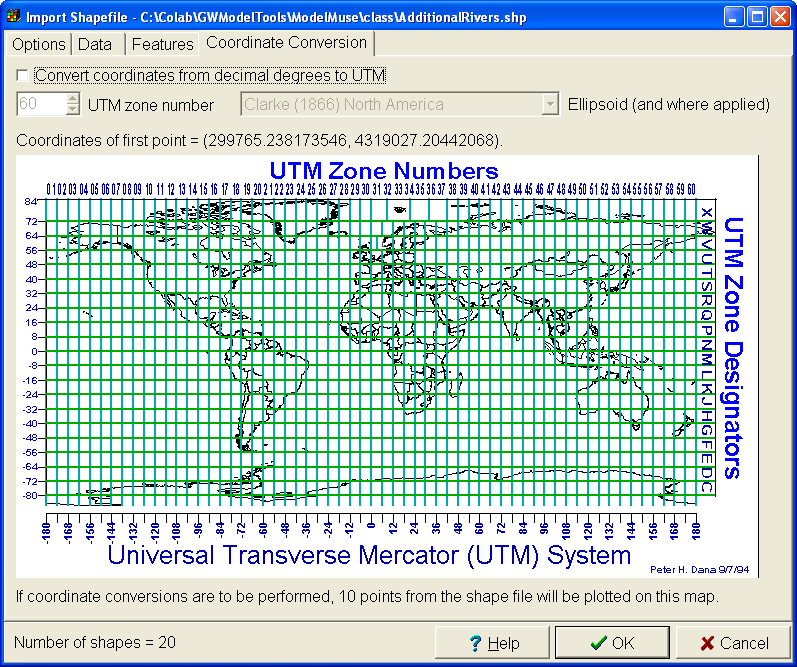 Import Shapefile - C:\Colab\GWModelTools\ModelMuse\class\AdditionalRivers.shp
Options Data Features Coordinate Conversion
Convert coordinates from decimal degrees to UTM
60 UTM zone number Clarke (1866) North America Ellipsoid (and where applied)
Coordinates of first point = (299765.238173546, 4319027.20442068).
UTM Zone Numbers
01 02 03 04 05 06 07 08 09 10 11 12 13 14 15 16 17 18 19 20 21 22 23 24 25 26 27 28 29 30 31 32 33 34 35 36 37 38 39 40 41 42 43 44 45 46 47 48 49 50 51 52 53 54 55 56 57 58 59 60
84
72
64
56
48
40
32
24
16
8
0
-8
-16
-24
-32
-40
-48
-56
-64
-72
-80
X
W
V
U
T
S
R
Q
P
N
M
L
K
J
H
G
F
E
D
C
UTM Zone Designators
-180 -168 -156 -144 -132 -120 -108 -96 -84 -72 -60 -48 -36 -24 -12 0 12 24 36 48 60 72 84 96 108 120 132 144 156 168 180
Universal Transverse Mercator (UTM) System
Peter H. Dana 9/7/94
If coordinate conversions are to be performed, 10 points from the shape file will be plotted on this map.
Number of shapes = 20
? Help OK Cancel